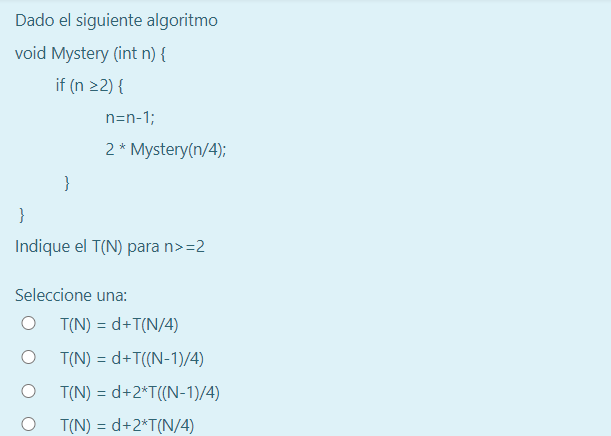 Dado el siguiente algoritmo
void Mystery (int n) {
if (n ≥2) {
n=n-1;
2 * Mystery(n/4);
}
}
Indique el T(N) para n>=2
Seleccione una:
T(N) = d+T(N/4)
T(N) = d+T((N-1)/4)
T(N) = d+2*T((N-1)/4)
T(N) = d+2*T(N/4)